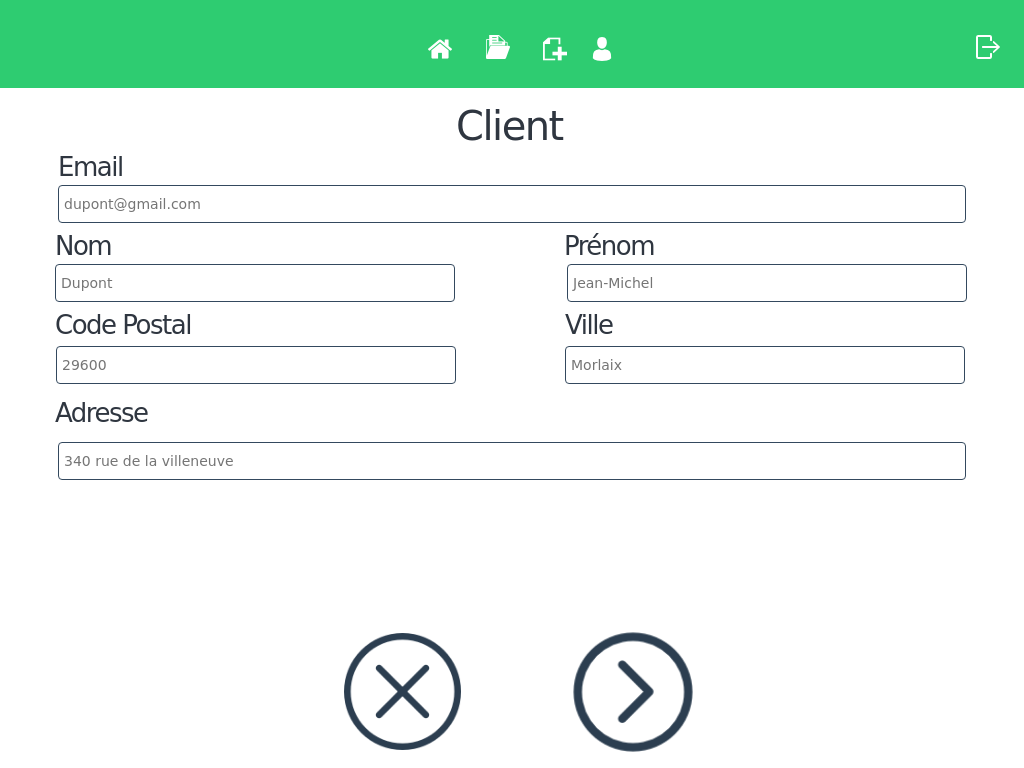 Client
Email
dupont@gmail.com
Nom
Prénom
Dupont
Jean-Michel
Code Postal
Ville
29600
Morlaix
Adresse
340 rue de la villeneuve